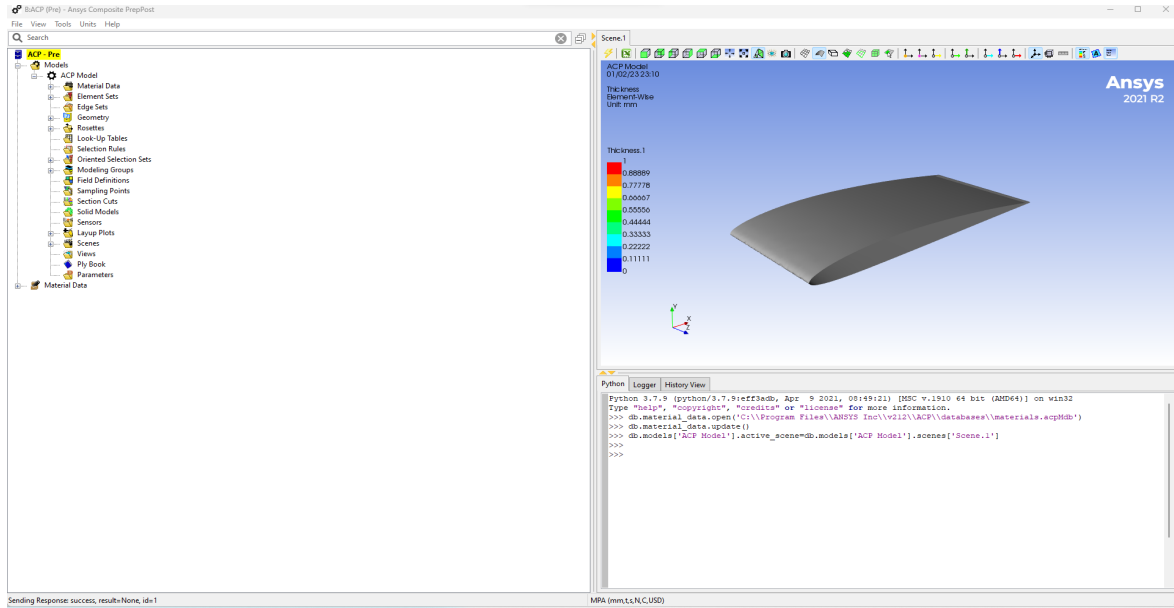 B:ACP (Pre) - Ansys Composite PrepPost
File View Tools Units Help
Search
ACP - Pre
Models
ACP Model
Material Data
Element Sets
Edge Sets
Geometry
Rosettes
Look-Up Tables
Selection Rules
Oriented Selection Sets
Modeling Groups
Field Definitions
Sampling Points
Section Cuts
Solid Models
Sensors
Layup Plots
Scenes
Views
Ply Book
Parameters
Material Data
Scene.1
ACP Model
01/02/23 23:10
Thickness
Element-Wise
Unit: mm
Ansys
2021 R2
Thickness.1
1
0.88889
0.77778
0.66667
0.55556
0.44444
0.33333
0.22222
0.11111
0
Y
X
Z
Python Logger History View
Python 3.7.9 (python/3.7.9:eff3adb, Apr  9 2021, 08:49:21) [MSC v.1910 64 bit (AMD64)] on win32
Type "help", "copyright", "credits" or "license" for more information.
>>> db.material_data.open('C:\\Program Files\\ANSYS Inc\\v212\\ACP\\databases\\materials.acpMdb')
>>> db.material_data.update()
>>> db.models['ACP Model'].active_scene=db.models['ACP Model'].scenes['Scene.1']
>>>
>>>
Sending Response: success, result=None, id=1
MPA (mm,t,s,N,C,USD)